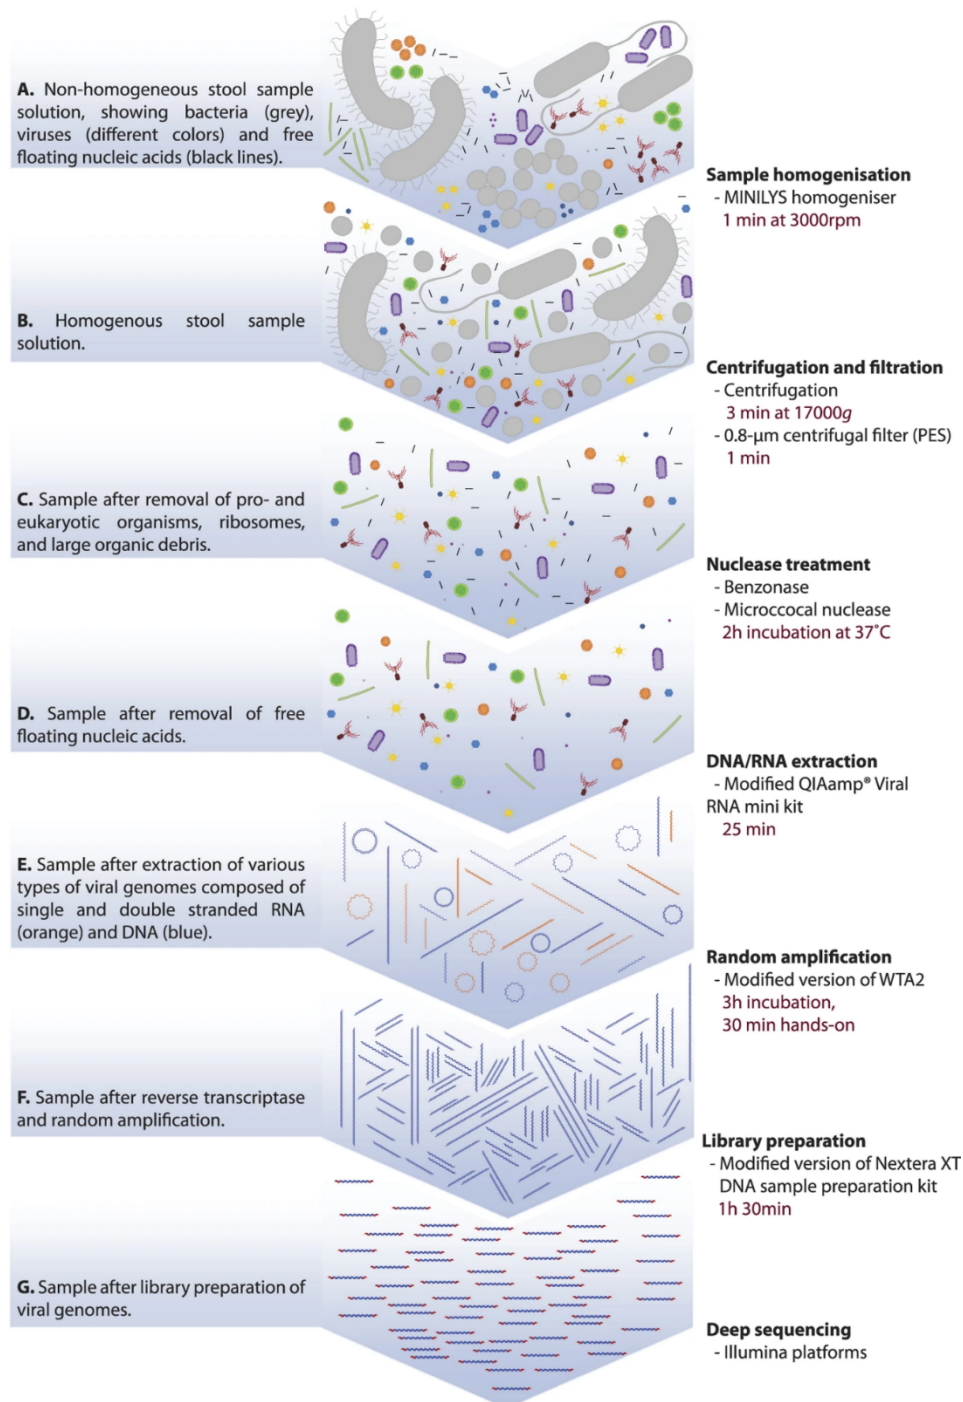 A. Non-homogeneous stool sample
solution, showing bacteria (grey),
viruses (different colors) and free
floating nucleic acids (black lines).
Sample homogenisation
- MINILYS homogeniser
1 min at 3000rpm
B. Homogenous stool sample
solution.
Centrifugation and filtration
- Centrifugation
3 min at 17000g
- 0.8-µm centrifugal filter (PES)
1 min
C. Sample after removal of pro- and
eukaryotic organisms, ribosomes,
and large organic debris.
Nuclease treatment
- Benzonase
- Microccocal nuclease
2h incubation at 37˚C
D. Sample after removal of free
floating nucleic acids.
DNA/RNA extraction
- Modified QIAamp® Viral
RNA mini kit
25 min
E. Sample after extraction of various
types of viral genomes composed of
single and double stranded RNA
(orange) and DNA (blue).
Random amplification
- Modified version of WTA2
3h incubation,
30 min hands-on
F. Sample after reverse transcriptase
and random amplification.
Library preparation
- Modified version of Nextera XT
DNA sample preparation kit
1h 30min
G. Sample after library preparation of
viral genomes.
Deep sequencing
- Illumina platforms